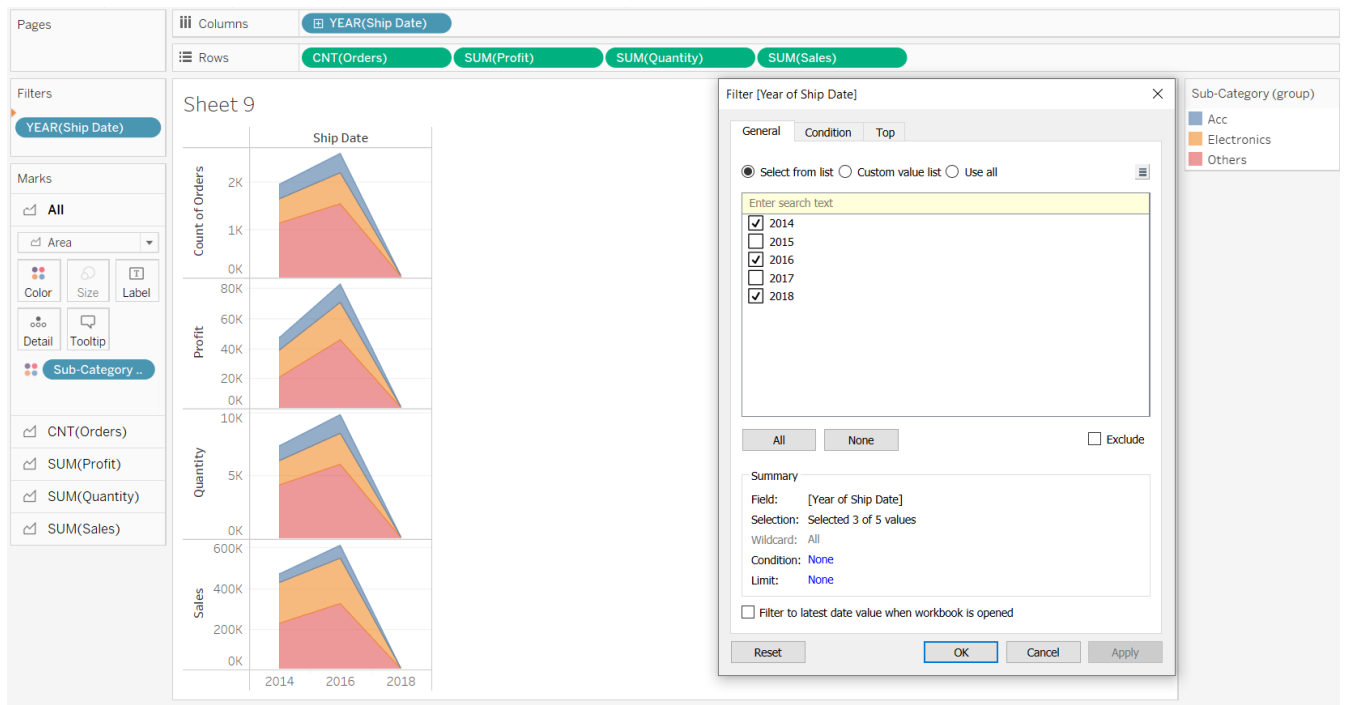 Pages
Columns
YEAR(Ship Date)
Rows
CNT(Orders)
SUM(Profit)
SUM(Quantity)
SUM(Sales)
Filters
YEAR(Ship Date)
Marks
All
Area
Color
Size
Label
Detail
Tooltip
Sub-Category ..
CNT(Orders)
SUM(Profit)
SUM(Quantity)
SUM(Sales)
Sheet 9
Ship Date
Count of Orders
2K
1K
0K
Profit
80K
60K
40K
20K
0K
Quantity
10K
5K
0K
Sales
600K
400K
200K
0K
2014 2016 2018
Filter [Year of Ship Date]
General Condition Top
Select from list Custom value list Use all
Enter search text
2014
2015
2016
2017
2018
All None Exclude
Summary
Field: [Year of Ship Date]
Selection: Selected 3 of 5 values
Wildcard: All
Condition: None
Limit: None
Filter to latest date value when workbook is opened
Reset OK Cancel Apply
Sub-Category (group)
Acc
Electronics
Others